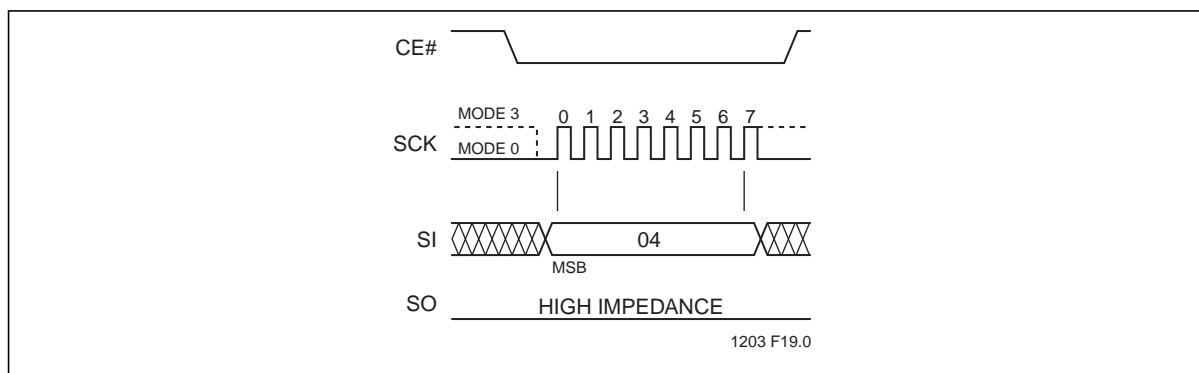 CE#
MODE 3
0 1 2 3 4 5 6 7
SCK
MODE 0
SI
04
MSB
SO
HIGH IMPEDANCE
1203 F19.0